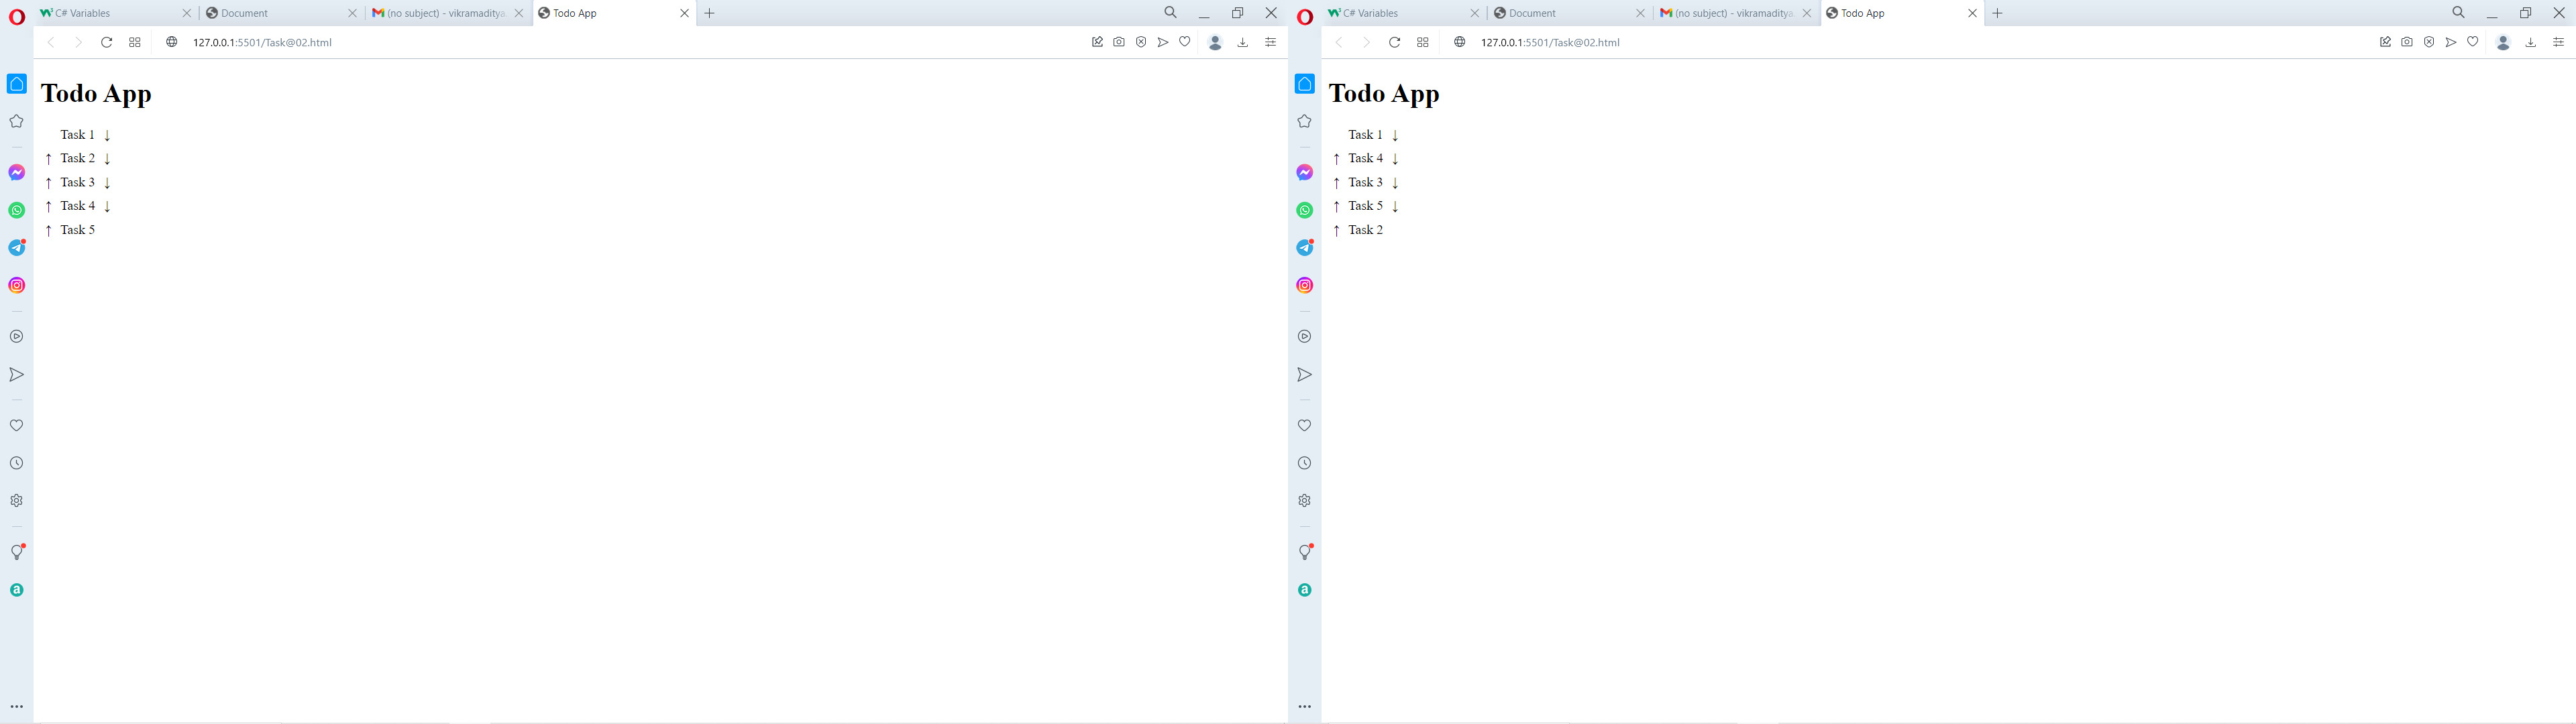 C# Variables Document (no subject) - vikramaditya. Todo App
127.0.0.1:5501/Task@02.html
Todo App
Task 1 ↓
↑ Task 2 ↓
↑ Task 3 ↓
↑ Task 4 ↓
↑ Task 5
a
C# Variables Document (no subject) - vikramaditya. Todo App
127.0.0.1:5501/Task@02.html
Todo App
Task 1 ↓
↑ Task 4 ↓
↑ Task 3 ↓
↑ Task 5 ↓
↑ Task 2
a